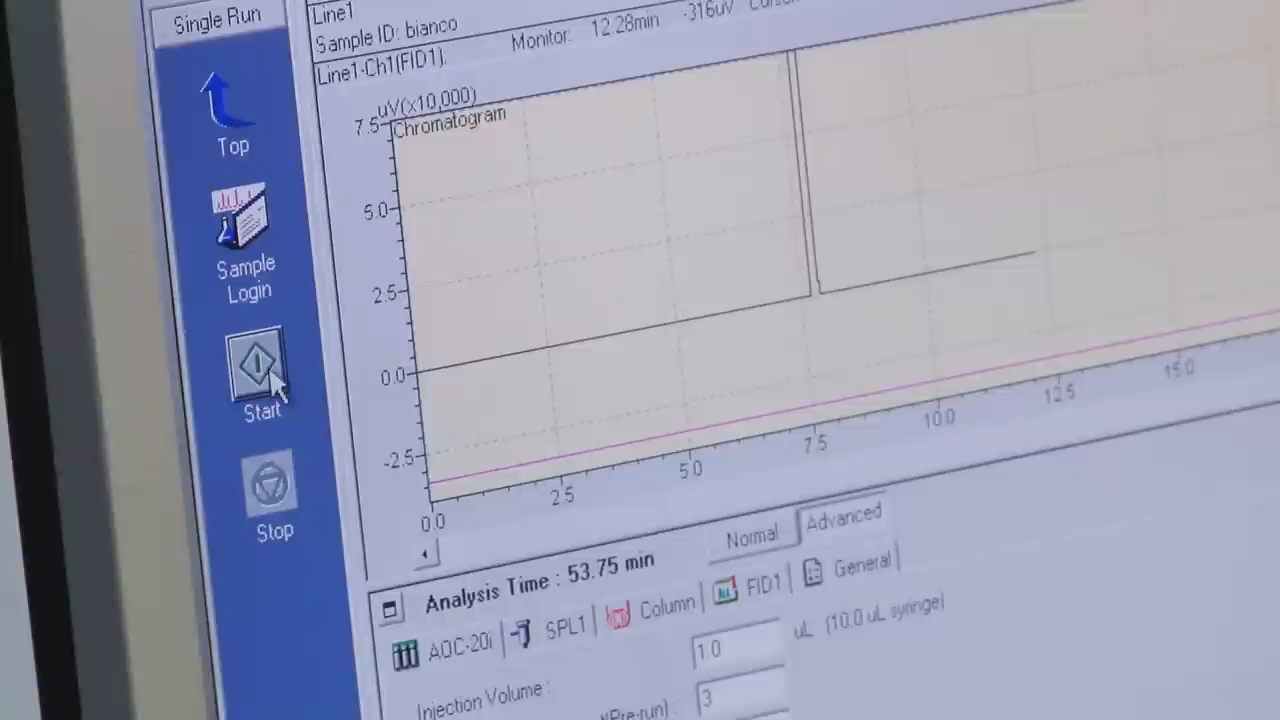 Single Run
Line1
Sample ID: bianco
Monitor: 12.28min -316uV
Line1-Ch1(FID1):
uV(x10,000)
Chromatogram
7.5
5.0
2.5
0.0
-2.5
0.0 2.5 5.0 7.5 10.0 12.5 15.0
Top
Sample
Login
Start
Stop
Normal Advanced
Analysis Time : 53.75 min
AOC-20i SPL1 Column FID1 General
Injection Volume : 1.0 uL (10.0 uL syringe)
(Pre-run) : 3